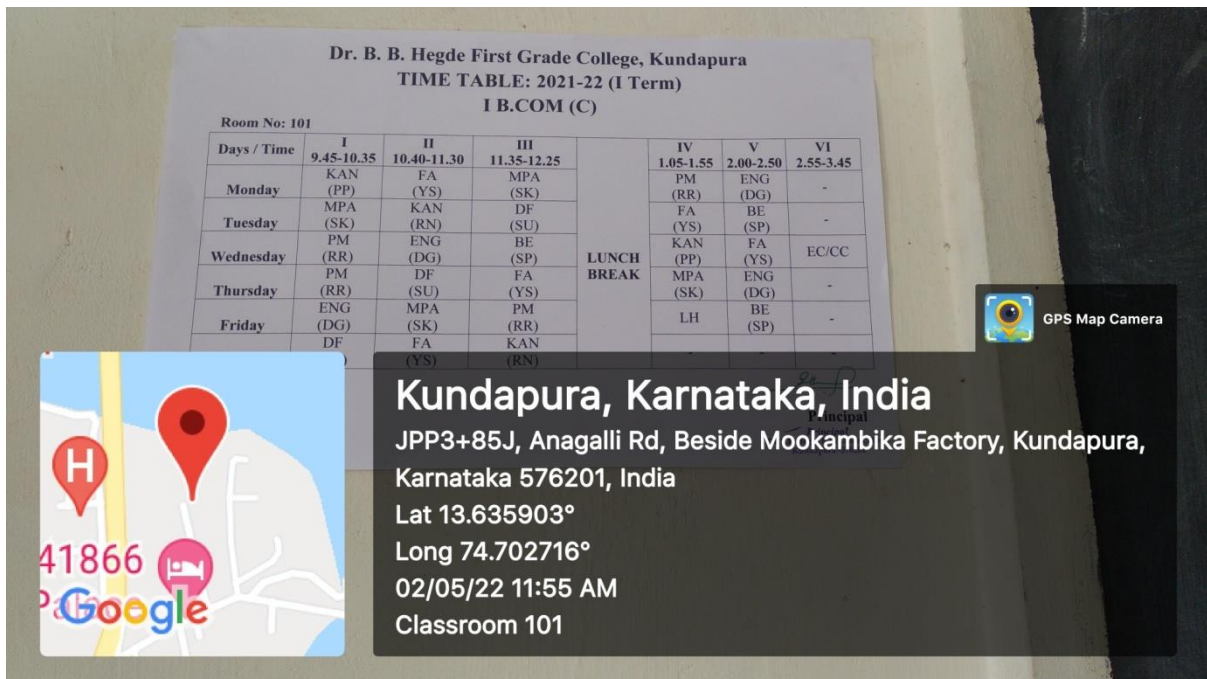 Dr. B. B. Hegde First Grade College, Kundapura
TIME TABLE: 2021-22 (I Term)
I B.COM (C)
Room No: 101
Days / Time I II III IV V VI
9.45-10.35 10.40-11.30 11.35-12.25 1.05-1.55 2.00-2.50 2.55-3.45
KAN FA MPA PM ENG
Monday (PP) (YS) (SK) (RR) (DG) -
MPA KAN DF FA BE
Tuesday (SK) (RN) (SU) (YS) (SP) -
PM ENG BE KAN FA
Wednesday (RR) (DG) (SP) LUNCH (PP) (YS) EC/CC
PM DF FA BREAK MPA ENG
Thursday (RR) (SU) (YS) (SK) (DG) -
ENG MPA PM LH BE
Friday (DG) (SK) (RR) (SP) -
DF FA KAN
) (YS) (RN) - - -
Principal
GPS Map Camera
Kundapura, Karnataka, India
JPP3+85J, Anagalli Rd, Beside Mookambika Factory, Kundapura,
Karnataka 576201, India
Lat 13.635903°
Long 74.702716°
02/05/22 11:55 AM
Classroom 101
H
41866
Google